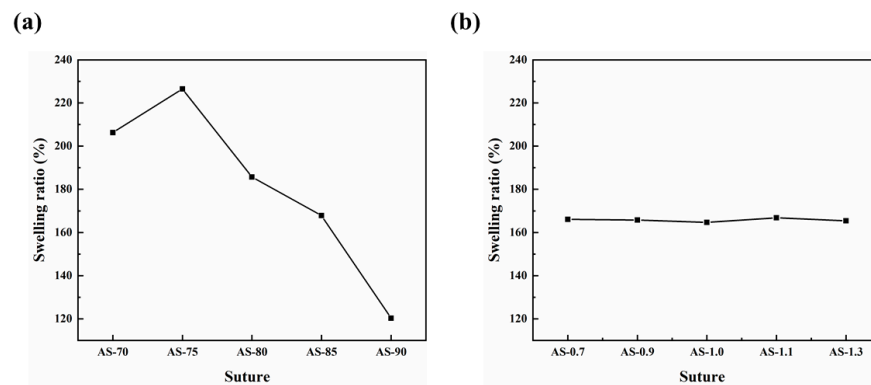 (a)
(b)
Swelling ratio (%)
240
220
200
180
160
140
120
AS-70 AS-75 AS-80 AS-85 AS-90
Suture
Swelling ratio (%)
240
220
200
180
160
140
120
AS-0.7 AS-0.9 AS-1.0 AS-1.1 AS-1.3
Suture